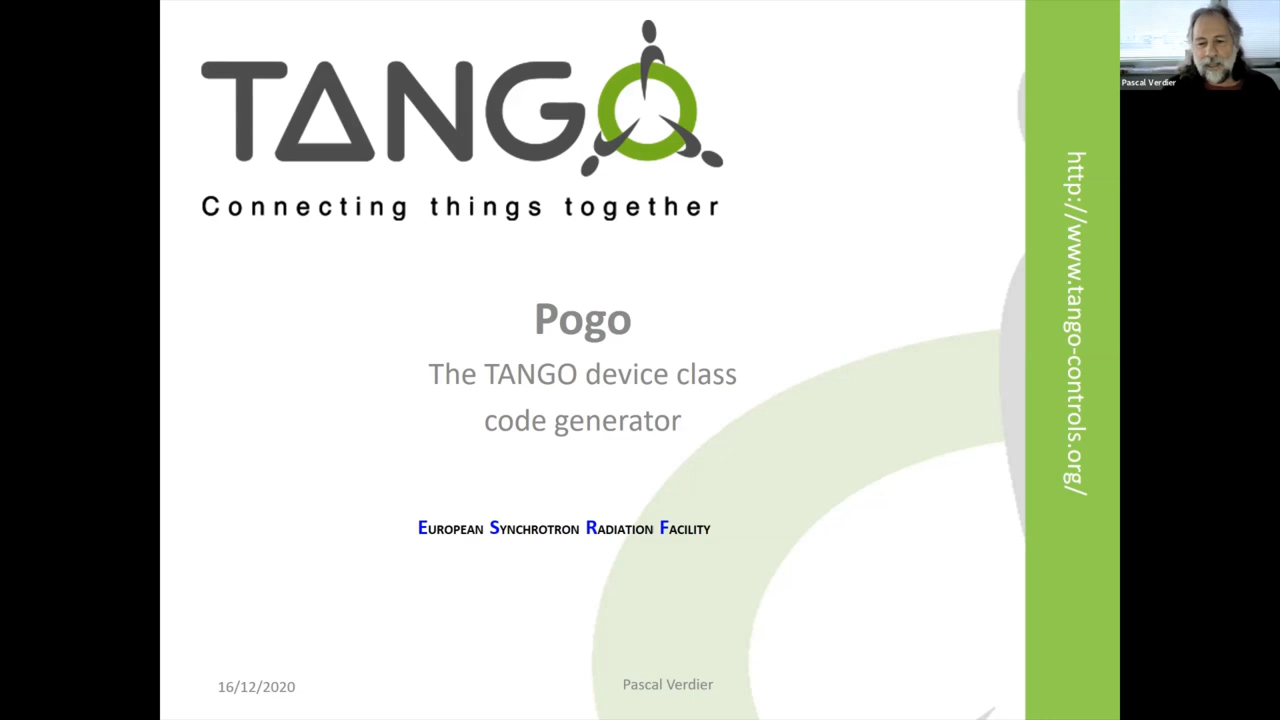 TANGO
Connecting things together
Pogo
The TANGO device class
code generator
European Synchrotron Radiation Facility
16/12/2020
Pascal Verdier
http://www.tango-controls.org/
Pascal Verdier